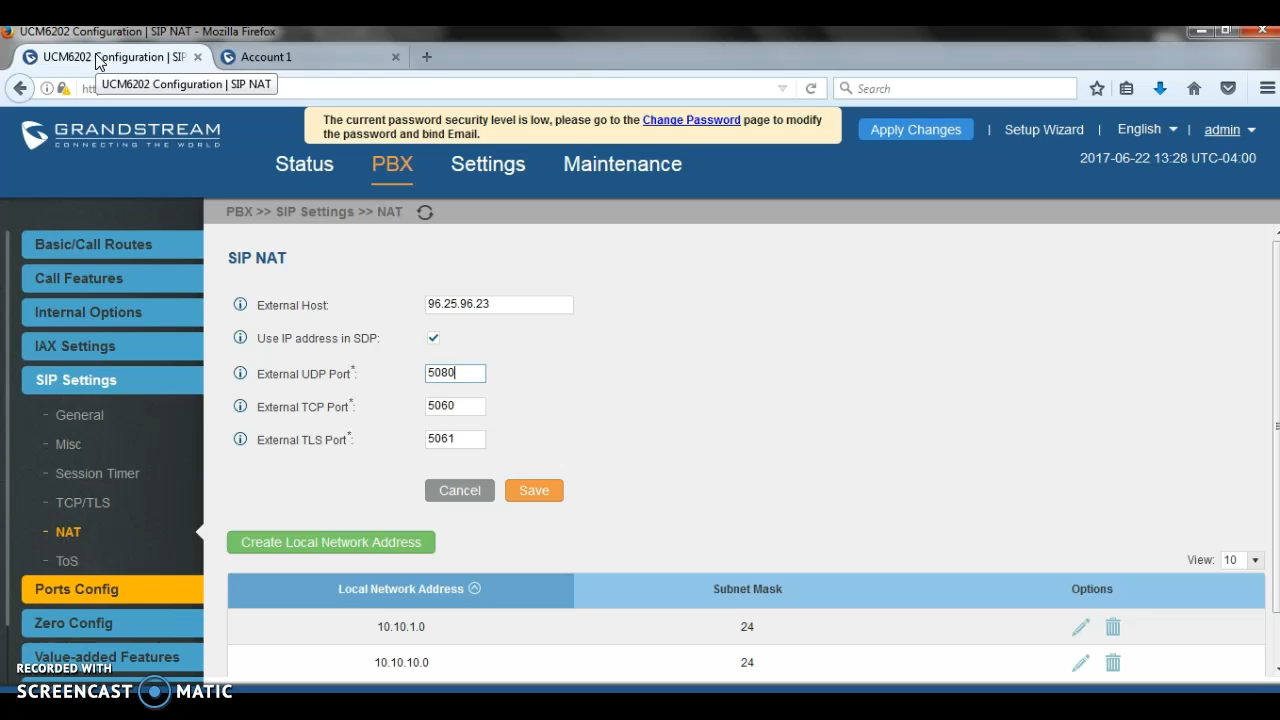 UCM6202 Configuration | SIP NAT - Mozilla Firefox
UCM6202 Configuration | SIP
Account 1
UCM6202 Configuration | SIP NAT
Search
GRANDSTREAM
CONNECTING THE WORLD
The current password security level is low, please go to the Change Password page to modify
the password and bind Email.
Apply Changes | Setup Wizard | English | admin
2017-06-22 13:28 UTC-04:00
Status PBX Settings Maintenance
PBX >> SIP Settings >> NAT
Basic/Call Routes
Call Features
Internal Options
IAX Settings
SIP Settings
- General
- Misc
- Session Timer
- TCP/TLS
- NAT
- ToS
Ports Config
Zero Config
Value-added Features
SIP NAT
External Host: 96.25.96.23
Use IP address in SDP:
External UDP Port*: 5080
External TCP Port*: 5060
External TLS Port*: 5061
Cancel Save
Create Local Network Address
View: 10
Local Network Address Subnet Mask Options
10.10.1.0 24
10.10.10.0 24
RECORDED WITH
SCREENCAST MATIC